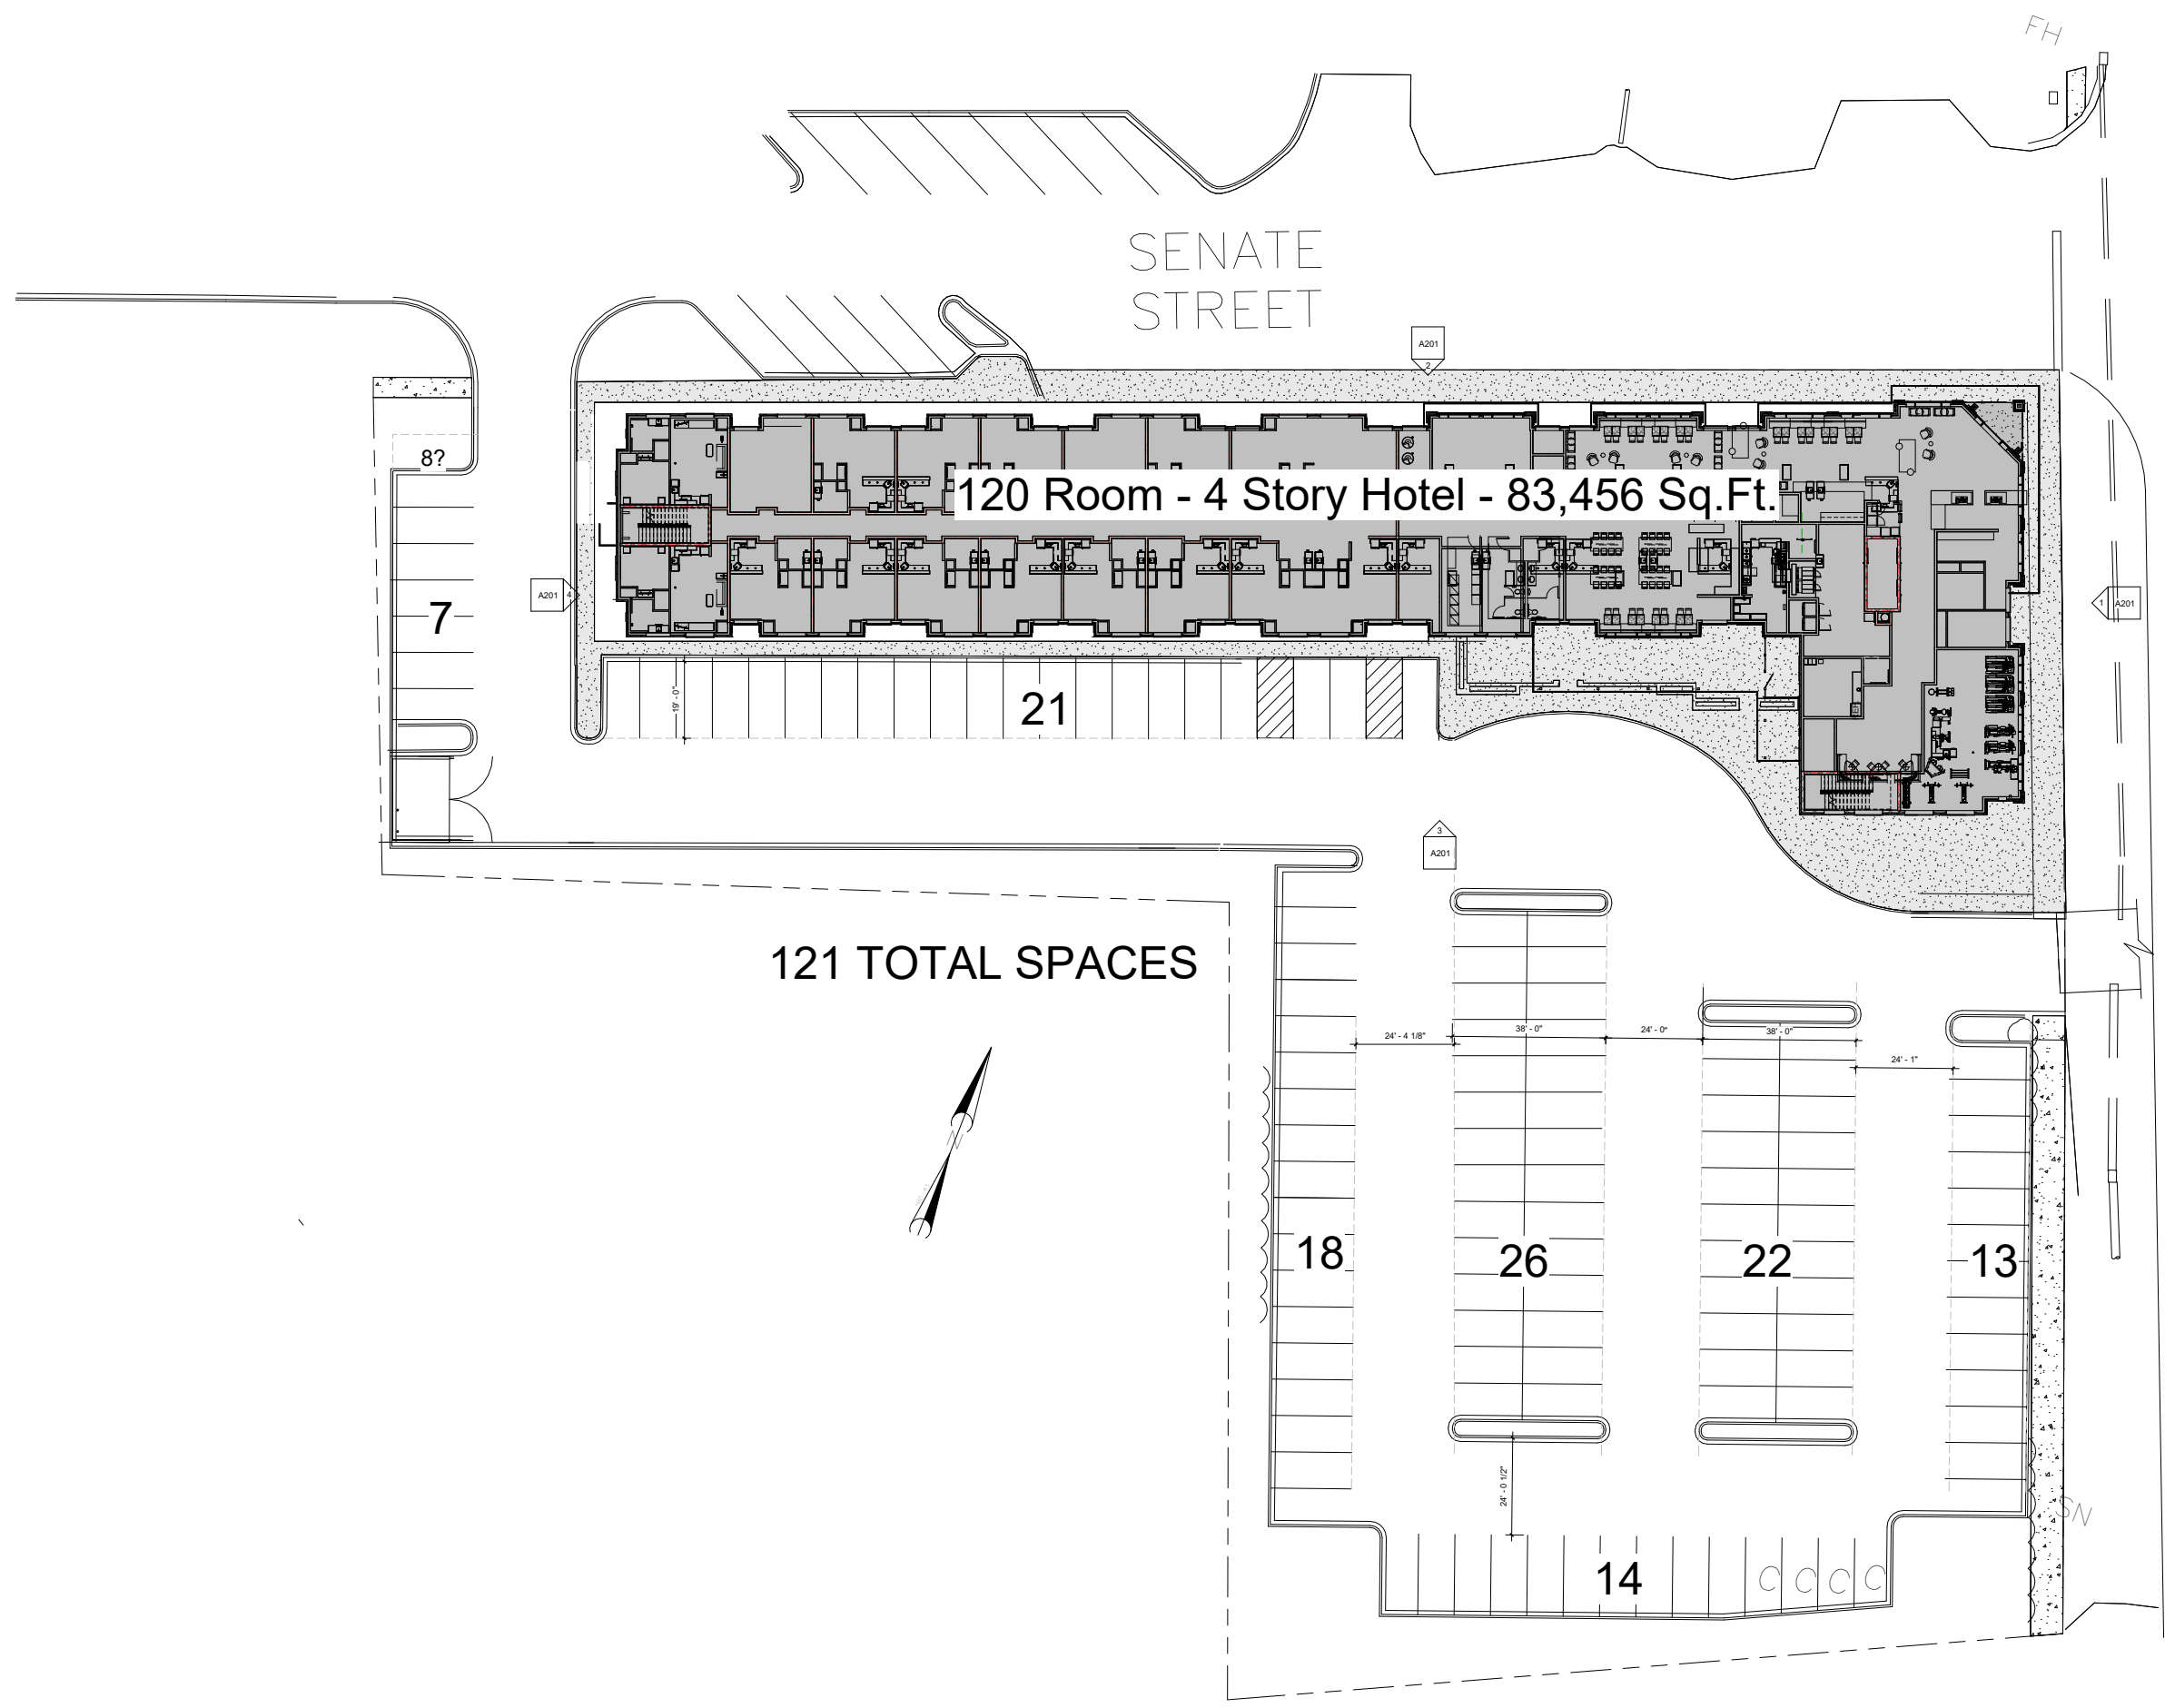 FH
SENATE
STREET
A201
2
8?
120 Room - 4 Story Hotel - 83,456 Sq.Ft.
7
A201
4
1
A201
19' - 0"
21
3
A201
121 TOTAL SPACES
24' - 4 1/8"
38' - 0"
24' - 0"
38' - 0"
24' - 1"
N
18
26
22
13
24' - 0 1/2"
SN
14
C C C C